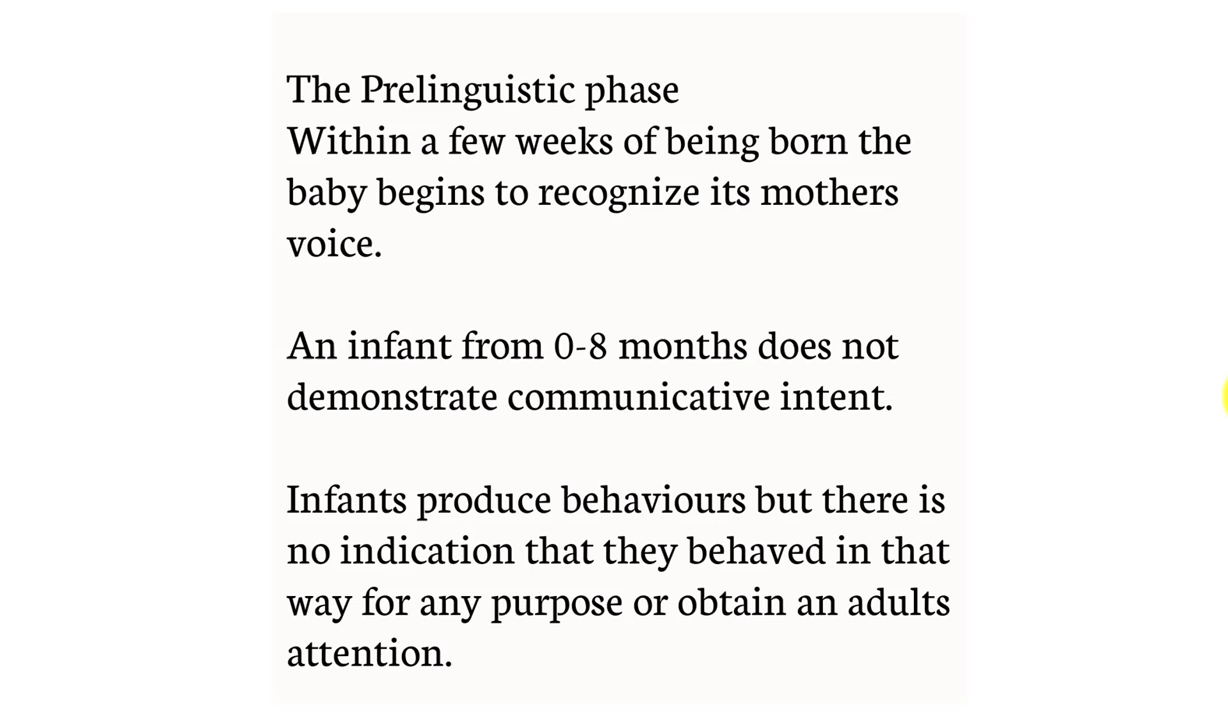 The Prelinguistic phase
Within a few weeks of being born the
baby begins to recognize its mothers
voice.
An infant from 0-8 months does not
demonstrate communicative intent.
Infants produce behaviours but there is
no indication that they behaved in that
way for any purpose or obtain an adults
attention.